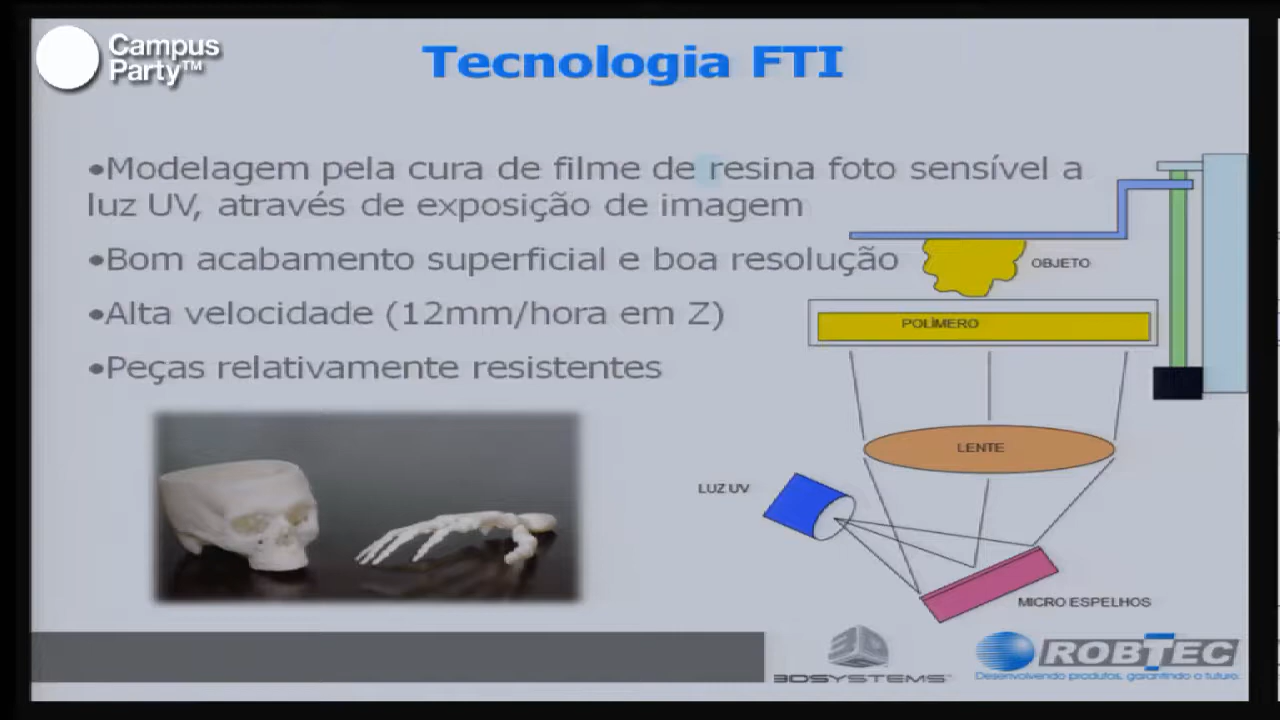 Campus
Party™
Tecnologia FTI
•Modelagem pela cura de filme de resina foto sensível a
luz UV, através de exposição de imagem
•Bom acabamento superficial e boa resolução
•Alta velocidade (12mm/hora em Z)
•Peças relativamente resistentes
OBJETO
POLÍMERO
LENTE
LUZ UV
MICRO ESPELHOS
3DSYSTEMS
ROBTEC
Desenvolvendo produtos, garantindo o futuro.